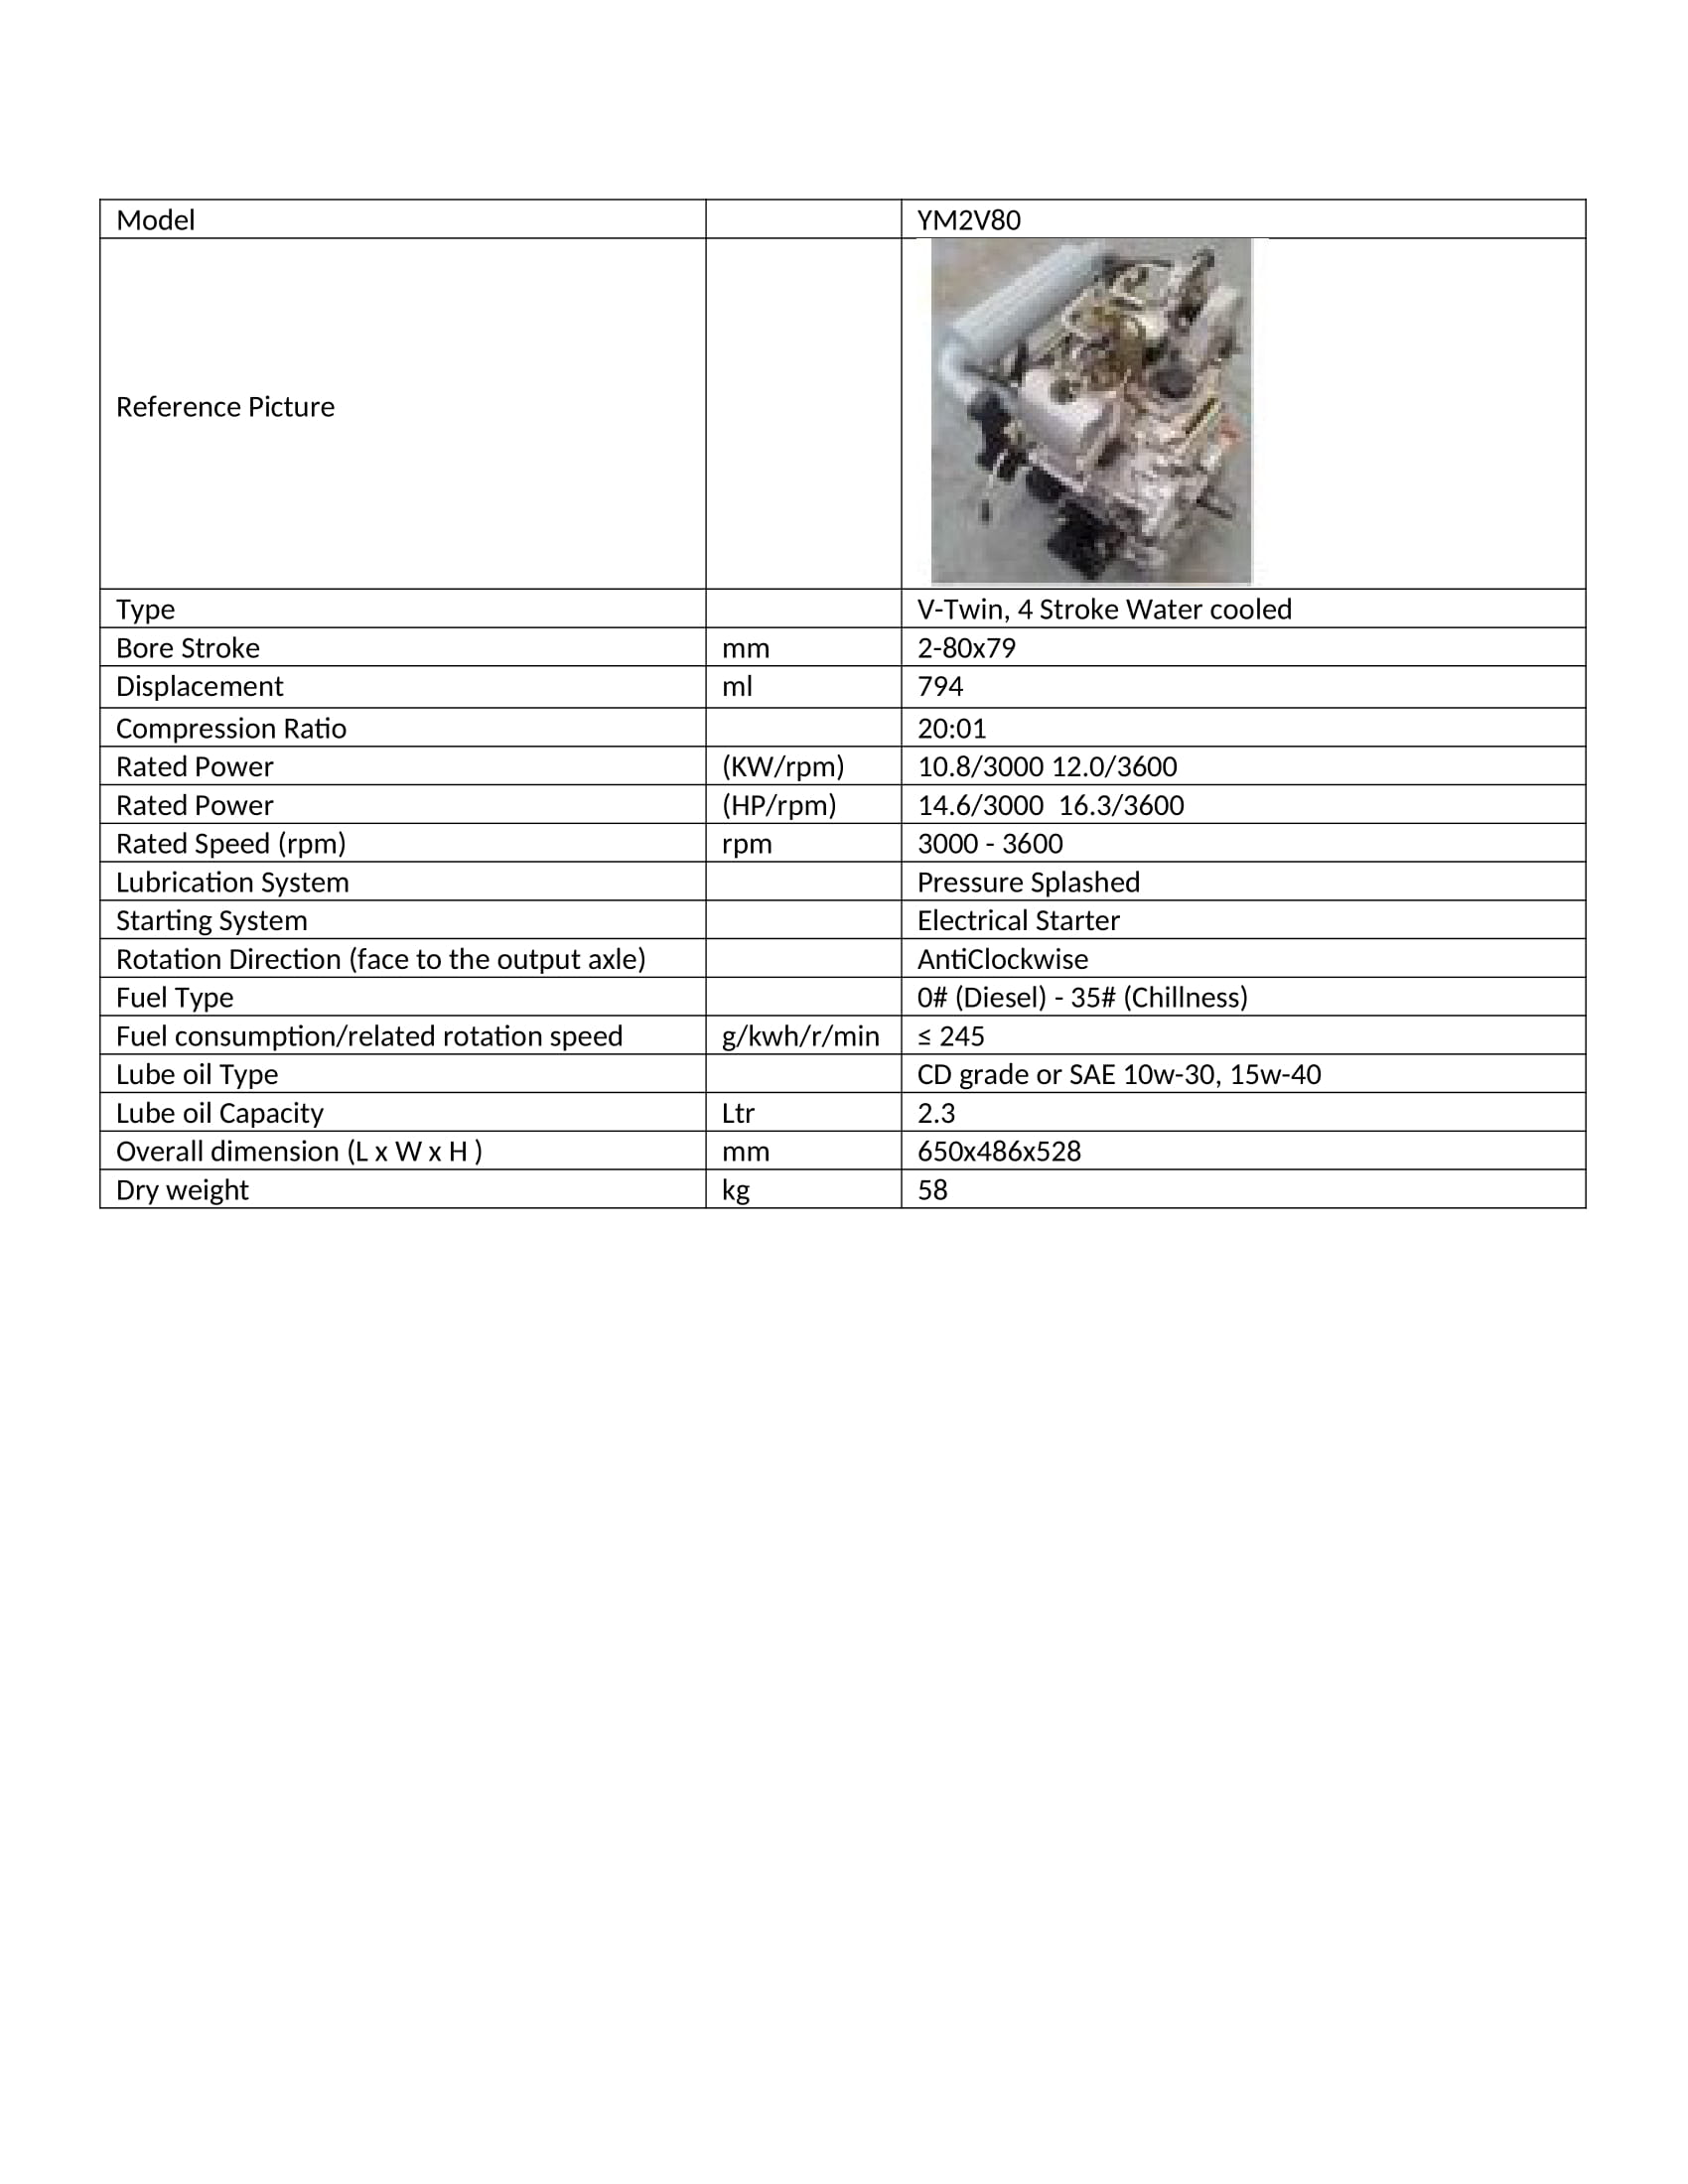 Model YM2V80
Reference Picture
Type V-Twin, 4 Stroke Water cooled
Bore Stroke mm 2-80x79
Displacement ml 794
Compression Ratio 20:01
Rated Power (KW/rpm) 10.8/3000 12.0/3600
Rated Power (HP/rpm) 14.6/3000  16.3/3600
Rated Speed (rpm) rpm 3000 - 3600
Lubrication System Pressure Splashed
Starting System Electrical Starter
Rotation Direction (face to the output axle) AntiClockwise
Fuel Type 0# (Diesel) - 35# (Chillness)
Fuel consumption/related rotation speed g/kwh/r/min ≤ 245
Lube oil Type CD grade or SAE 10w-30, 15w-40
Lube oil Capacity Ltr 2.3
Overall dimension (L x W x H ) mm 650x486x528
Dry weight kg 58